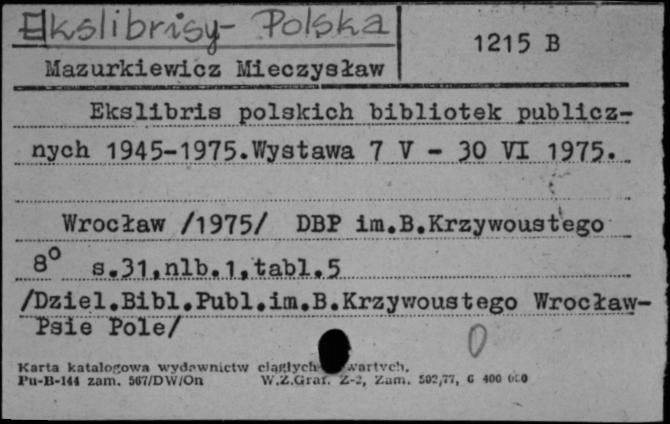 Ekslibrisy- Polska
1215 B
Mazurkiewicz Mieczysław
Ekslibris polskich bibliotek publicz-
nych 1945-1975.Wystawa 7 V - 30 VI 1975.
Wrocław /1975/ DBP im.B.Krzywoustego
8° s.31,nlb.1,tabl.5
/Dziel.Bibl.Publ.im.B.Krzywoustego Wrocław-
Psie Pole/
0
Karta katalogowa wydawnictw ciągłych
Pu-B-144 zam. 567/DW/On W.Z.Graf. Z-2, Zam. 502/77,